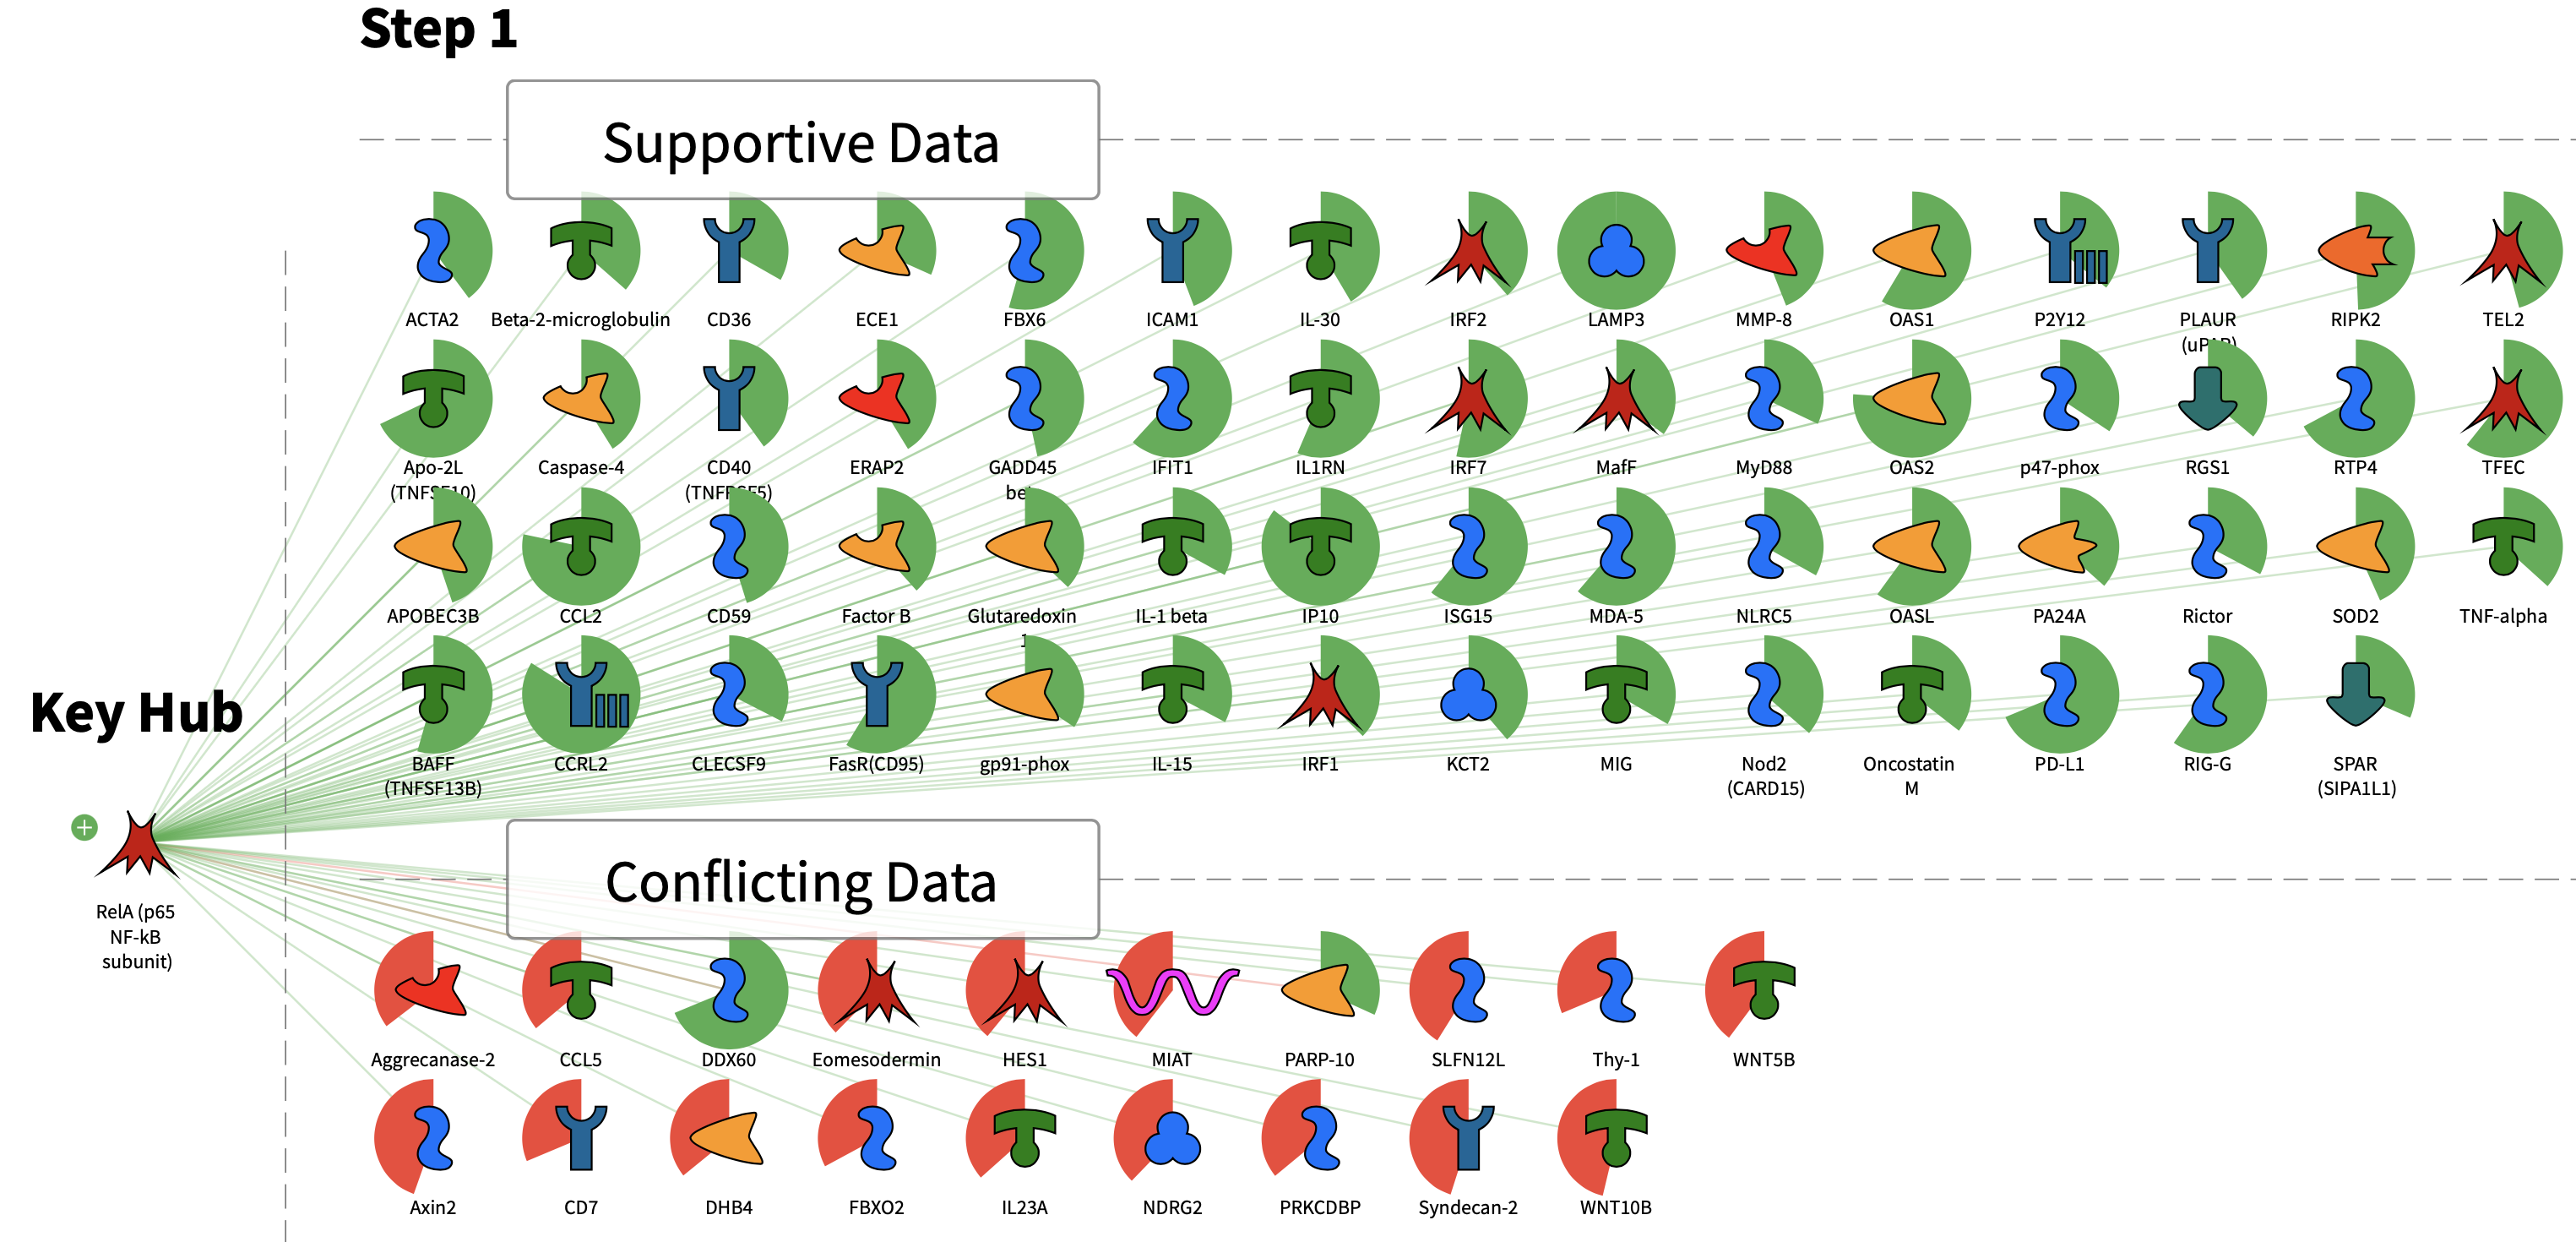 Step 1
Supportive Data
ACTA2
Beta-2-microglobulin
CD36
ECE1
FBX6
ICAM1
IL-30
IRF2
LAMP3
MMP-8
OAS1
P2Y12
PLAUR
RIPK2
TEL2
Apo-2L
Caspase-4
CD40
ERAP2
GADD45
IFIT1
IL1RN
IRF7
MafF
MyD88
OAS2
p47-phox
RGS1
RTP4
TFEC
APOBEC3B
CCL2
CD59
Factor B
Glutaredoxin
IL-1 beta
IP10
ISG15
MDA-5
NLRC5
OASL
PA24A
Rictor
SOD2
TNF-alpha
Key Hub
BAFF
(TNFSF13B)
CCRL2
CLECSF9
FasR(CD95)
gp91-phox
IL-15
IRF1
KCT2
MIG
Nod2
(CARD15)
Oncostatin
M
PD-L1
RIG-G
SPAR
(SIPA1L1)
RelA (p65
NF-kB
subunit)
Conflicting Data
Aggrecanase-2
CCL5
DDX60
Eomesodermin
HES1
MIAT
PARP-10
SLFN12L
Thy-1
WNT5B
Axin2
CD7
DHB4
FBXO2
IL23A
NDRG2
PRKCDBP
Syndecan-2
WNT10B